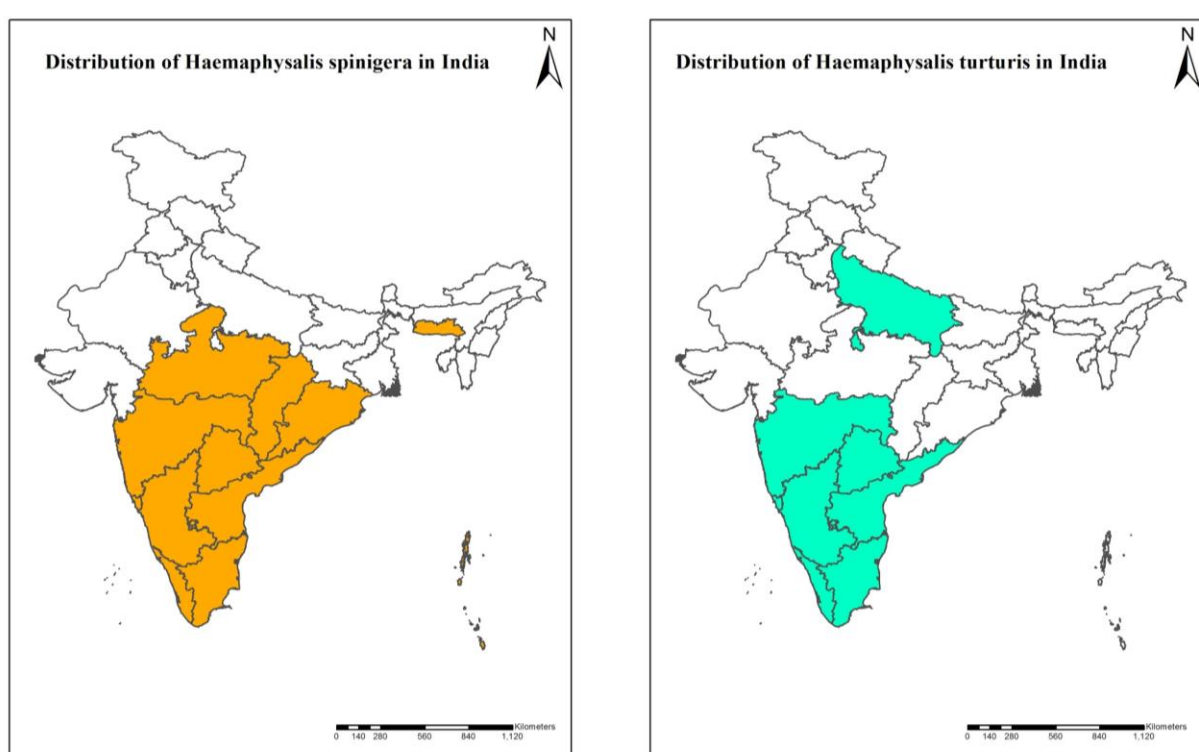 N
Distribution of Haemaphysalis spinigera in India
Kilometers
0 140 280 560 840 1,120
N
Distribution of Haemaphysalis turturis in India
Kilometers
0 140 280 560 840 1,120